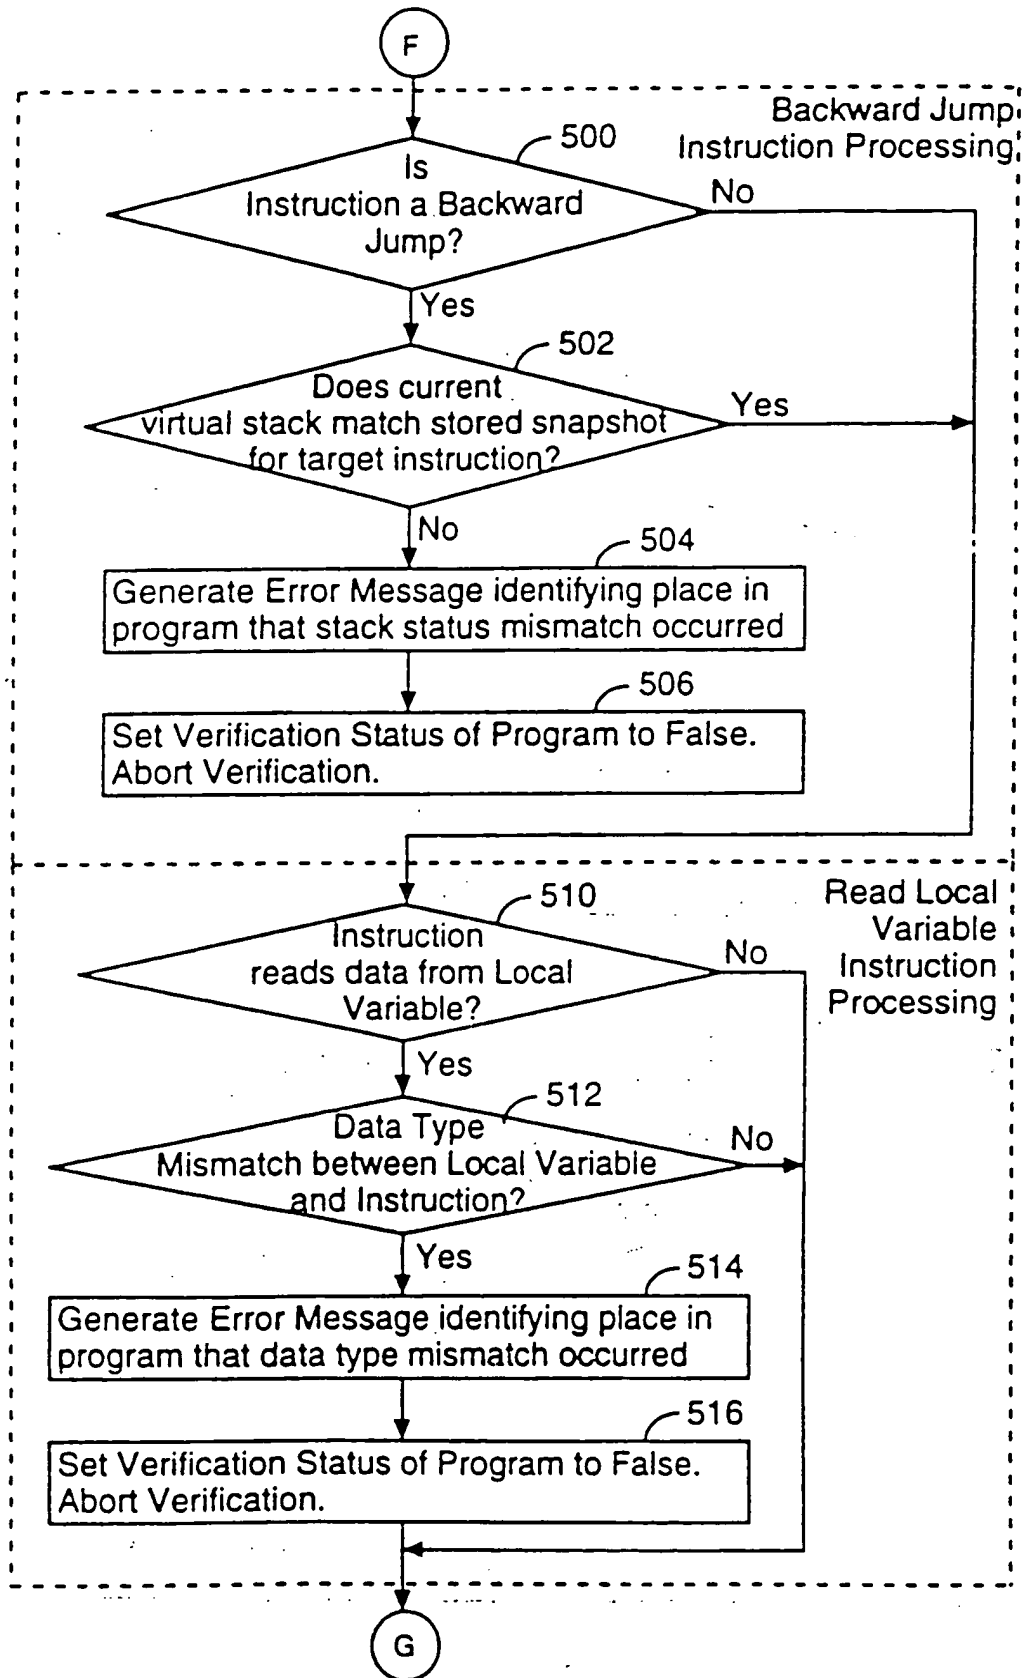 F
Backward Jump
Instruction Processing
500
Is
Instruction a Backward
Jump?
No
Yes
502
Does current
virtual stack match stored snapshot
for target instruction?
Yes
No
504
Generate Error Message identifying place in
program that stack status mismatch occurred
506
Set Verification Status of Program to False.
Abort Verification.
510
Read Local
Variable
Instruction
Processing
Instruction
reads data from Local
Variable?
No
Yes
512
Data Type
Mismatch between Local Variable
and Instruction?
No
Yes
514
Generate Error Message identifying place in
program that data type mismatch occurred
516
Set Verification Status of Program to False.
Abort Verification.
G